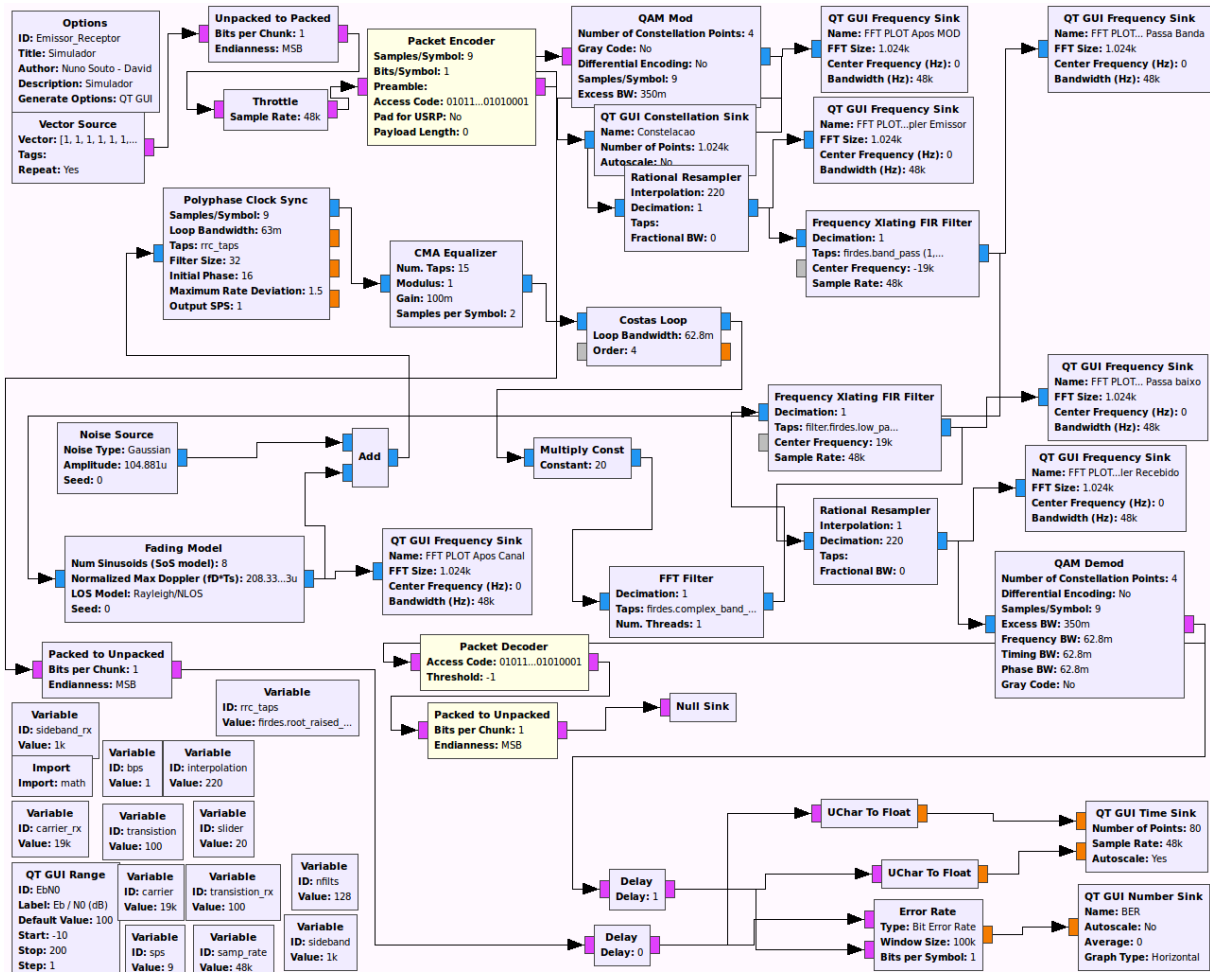 Options
ID: Emissor_Receptor
Title: Simulador
Author: Nuno Souto - David
Description: Simulador
Generate Options: QT GUI
Unpacked to Packed
Bits per Chunk: 1
Endianness: MSB
Packet Encoder
Samples/Symbol: 9
Bits/Symbol: 1
Preamble:
Access Code: 01011...01010001
Pad for USRP: No
Payload Length: 0
QAM Mod
Number of Constellation Points: 4
Gray Code: No
Differential Encoding: No
Samples/Symbol: 9
Excess BW: 350m
QT GUI Frequency Sink
Name: FFT PLOT Apos MOD
FFT Size: 1.024k
Center Frequency (Hz): 0
Bandwidth (Hz): 48k
QT GUI Frequency Sink
Name: FFT PLOT... Passa Banda
FFT Size: 1.024k
Center Frequency (Hz): 0
Bandwidth (Hz): 48k
Throttle
Sample Rate: 48k
Vector Source
Vector: [1, 1, 1, 1, 1, 1,...
Tags:
Repeat: Yes
QT GUI Constellation Sink
Name: Constelacao
Number of Points: 1.024k
Autoscale: No
QT GUI Frequency Sink
Name: FFT PLOT...pler Emissor
FFT Size: 1.024k
Center Frequency (Hz): 0
Bandwidth (Hz): 48k
Rational Resampler
Interpolation: 220
Decimation: 1
Taps:
Fractional BW: 0
Polyphase Clock Sync
Samples/Symbol: 9
Loop Bandwidth: 63m
Taps: rrc_taps
Filter Size: 32
Initial Phase: 16
Maximum Rate Deviation: 1.5
Output SPS: 1
CMA Equalizer
Num. Taps: 15
Modulus: 1
Gain: 100m
Samples per Symbol: 2
Frequency Xlating FIR Filter
Decimation: 1
Taps: firdes.band_pass (1,...
Center Frequency: -19k
Sample Rate: 48k
Costas Loop
Loop Bandwidth: 62.8m
Order: 4
Frequency Xlating FIR Filter
Decimation: 1
Taps: filter.firdes.low_pa...
Center Frequency: 19k
Sample Rate: 48k
QT GUI Frequency Sink
Name: FFT PLOT... Passa baixo
FFT Size: 1.024k
Center Frequency (Hz): 0
Bandwidth (Hz): 48k
Noise Source
Noise Type: Gaussian
Amplitude: 104.881u
Seed: 0
Add
Multiply Const
Constant: 20
QT GUI Frequency Sink
Name: FFT PLOT...ler Recebido
FFT Size: 1.024k
Center Frequency (Hz): 0
Bandwidth (Hz): 48k
Rational Resampler
Interpolation: 1
Decimation: 220
Taps:
Fractional BW: 0
Fading Model
Num Sinusoids (SoS model): 8
Normalized Max Doppler (fD*Ts): 208.33...3u
LOS Model: Rayleigh/NLOS
Seed: 0
QT GUI Frequency Sink
Name: FFT PLOT Apos Canal
FFT Size: 1.024k
Center Frequency (Hz): 0
Bandwidth (Hz): 48k
FFT Filter
Decimation: 1
Taps: firdes.complex_band_...
Num. Threads: 1
QAM Demod
Number of Constellation Points: 4
Differential Encoding: No
Samples/Symbol: 9
Excess BW: 350m
Frequency BW: 62.8m
Timing BW: 62.8m
Phase BW: 62.8m
Gray Code: No
Packed to Unpacked
Bits per Chunk: 1
Endianness: MSB
Packet Decoder
Access Code: 01011...01010001
Threshold: -1
Variable
ID: rrc_taps
Value: firdes.root_raised_...
Packed to Unpacked
Bits per Chunk: 1
Endianness: MSB
Null Sink
Variable
ID: sideband_rx
Value: 1k
Import
Import: math
Variable
ID: bps
Value: 1
Variable
ID: interpolation
Value: 220
Variable
ID: carrier_rx
Value: 19k
Variable
ID: transistion
Value: 100
Variable
ID: slider
Value: 20
UChar To Float
QT GUI Time Sink
Number of Points: 80
Sample Rate: 48k
Autoscale: Yes
QT GUI Range
ID: EbN0
Label: Eb / N0 (dB)
Default Value: 100
Start: -10
Stop: 200
Step: 1
Variable
ID: carrier
Value: 19k
Variable
ID: transistion_rx
Value: 100
Variable
ID: nfilts
Value: 128
Variable
ID: sps
Value: 9
Variable
ID: samp_rate
Value: 48k
Variable
ID: sideband
Value: 1k
Delay
Delay: 1
UChar To Float
Delay
Delay: 0
Error Rate
Type: Bit Error Rate
Window Size: 100k
Bits per Symbol: 1
QT GUI Number Sink
Name: BER
Autoscale: No
Average: 0
Graph Type: Horizontal